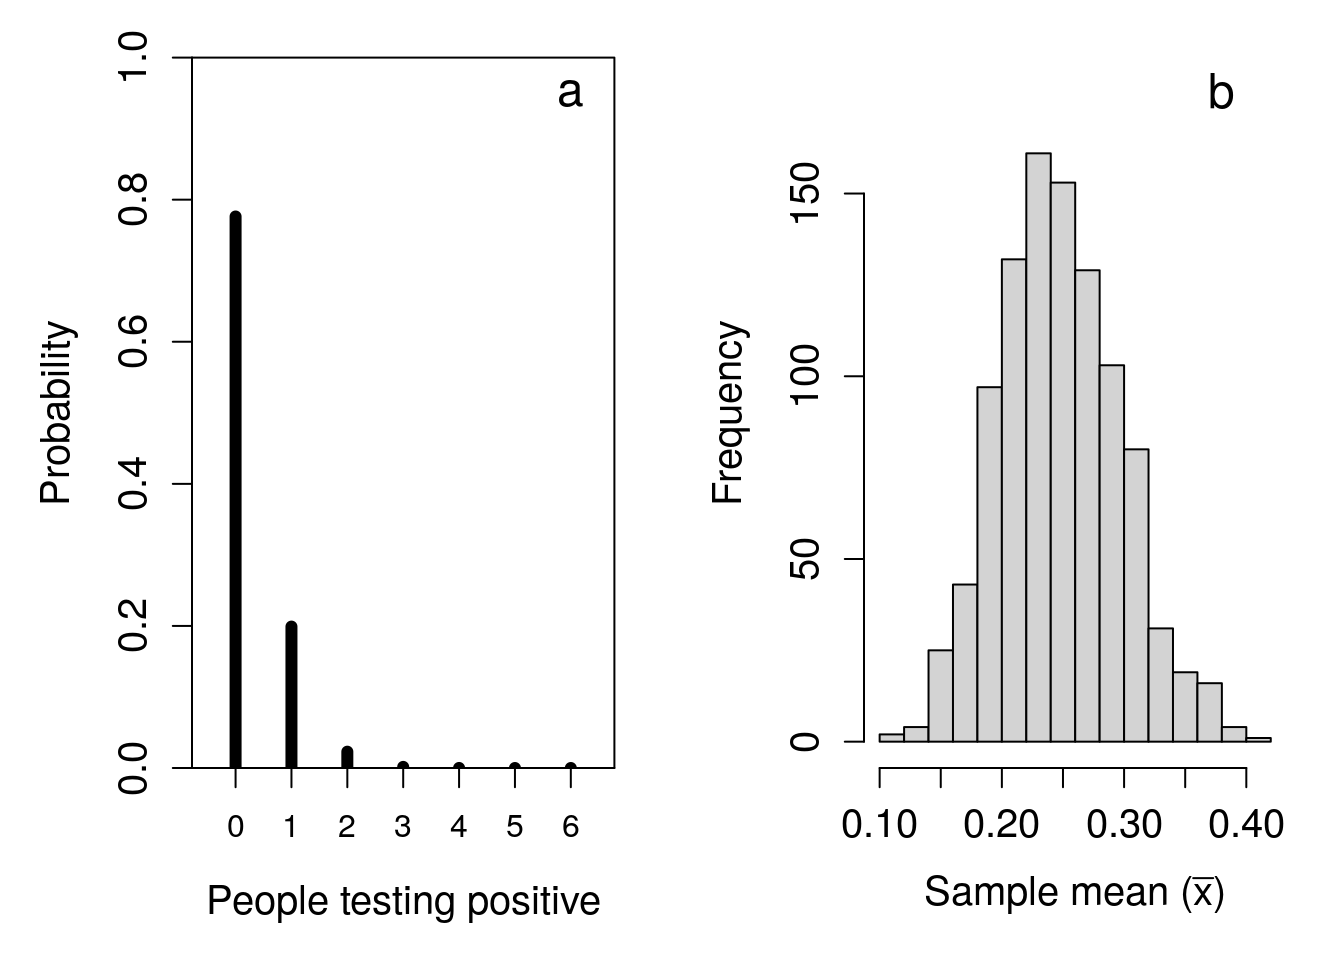 a
1.0
0.8
0.6
0.4
0.2
0.0
Probability
0 1 2 3 4 5 6
People testing positive
b
150
100
50
0
Frequency
0.10 0.20 0.30 0.40
Sample mean (x̅)